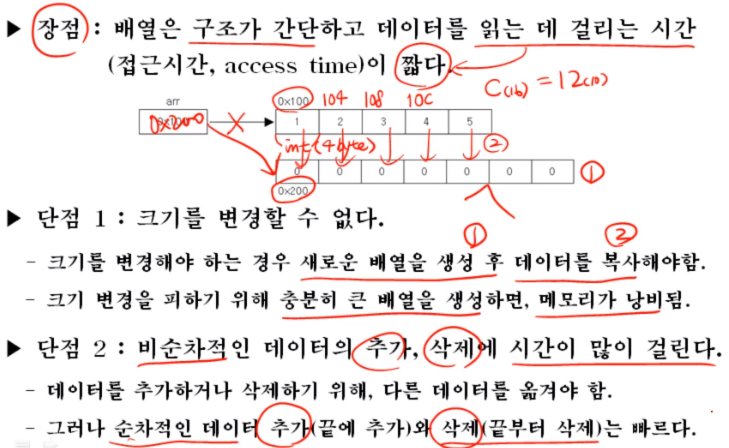 ▶ 장점 : 배열은 구조가 간단하고 데이터를 읽는 데 걸리는 시간
(접근시간, access time)이 짧다.
C(16) = 12(10)
arr 0x100 104 108 10C
0x200 1 2 3 4 5
int(4byte) ②
0 0 0 0 0 0 0 0 ①
0x200
▶ 단점 1 : 크기를 변경할 수 없다.
① ②
- 크기를 변경해야 하는 경우 새로운 배열을 생성 후 데이터를 복사해야함.
- 크기 변경을 피하기 위해 충분히 큰 배열을 생성하면, 메모리가 낭비됨.
▶ 단점 2 : 비순차적인 데이터의 추가, 삭제에 시간이 많이 걸린다.
- 데이터를 추가하거나 삭제하기 위해, 다른 데이터를 옮겨야 함.
- 그러나 순차적인 데이터 추가(끝에 추가)와 삭제(끝부터 삭제)는 빠르다.